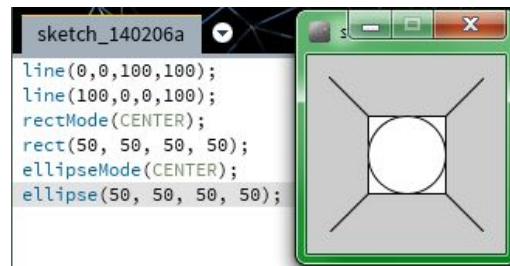 sketch_140206a
s
line(0,0,100,100);
line(100,0,0,100);
rectMode(CENTER);
rect(50, 50, 50, 50);
ellipseMode(CENTER);
ellipse(50, 50, 50, 50);